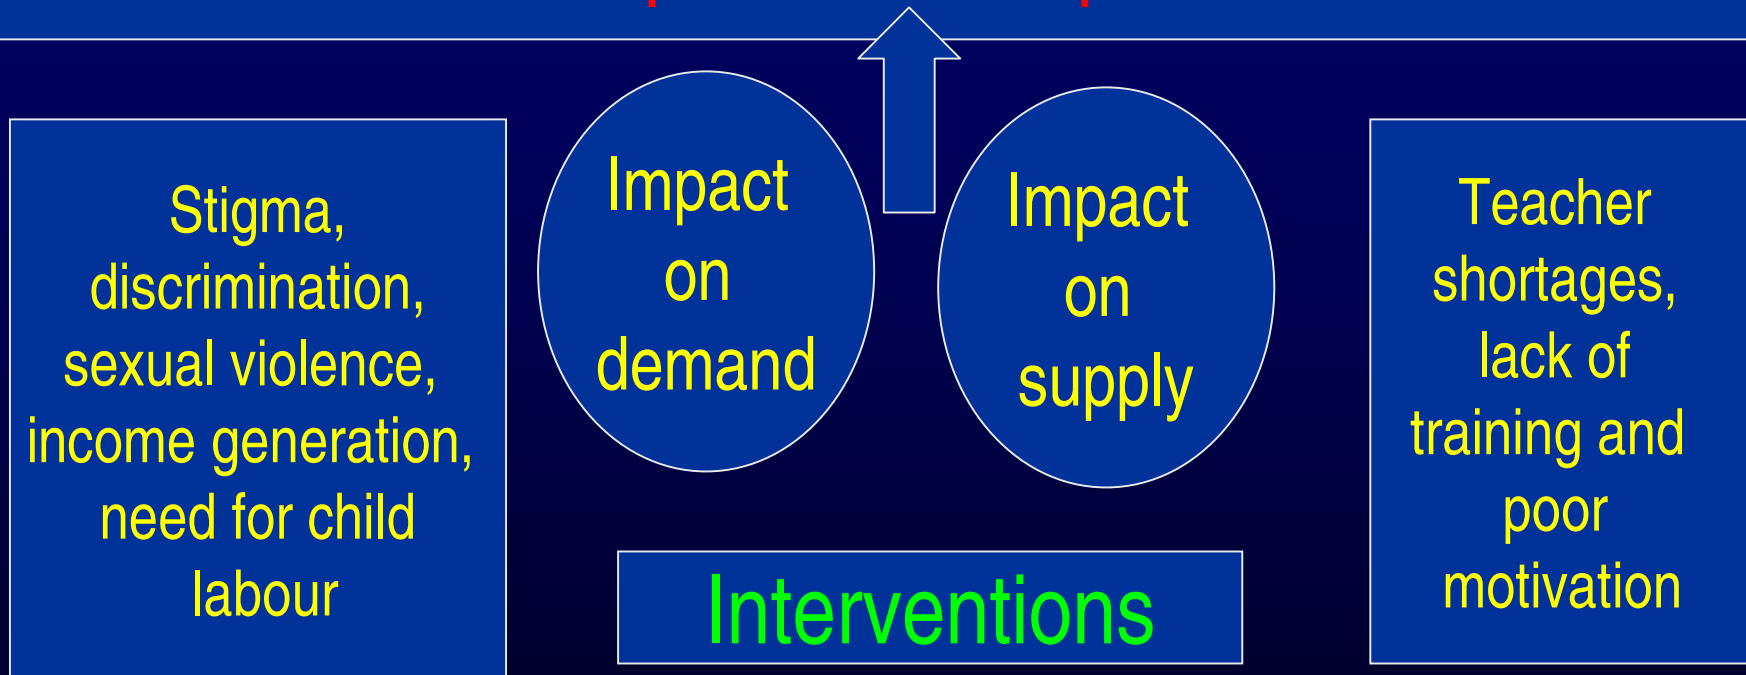 Stigma,
discrimination,
sexual violence,
income generation,
need for child
labour
Impact
on
demand
Impact
on
supply
Teacher
shortages,
lack of
training and
poor
motivation
Interventions